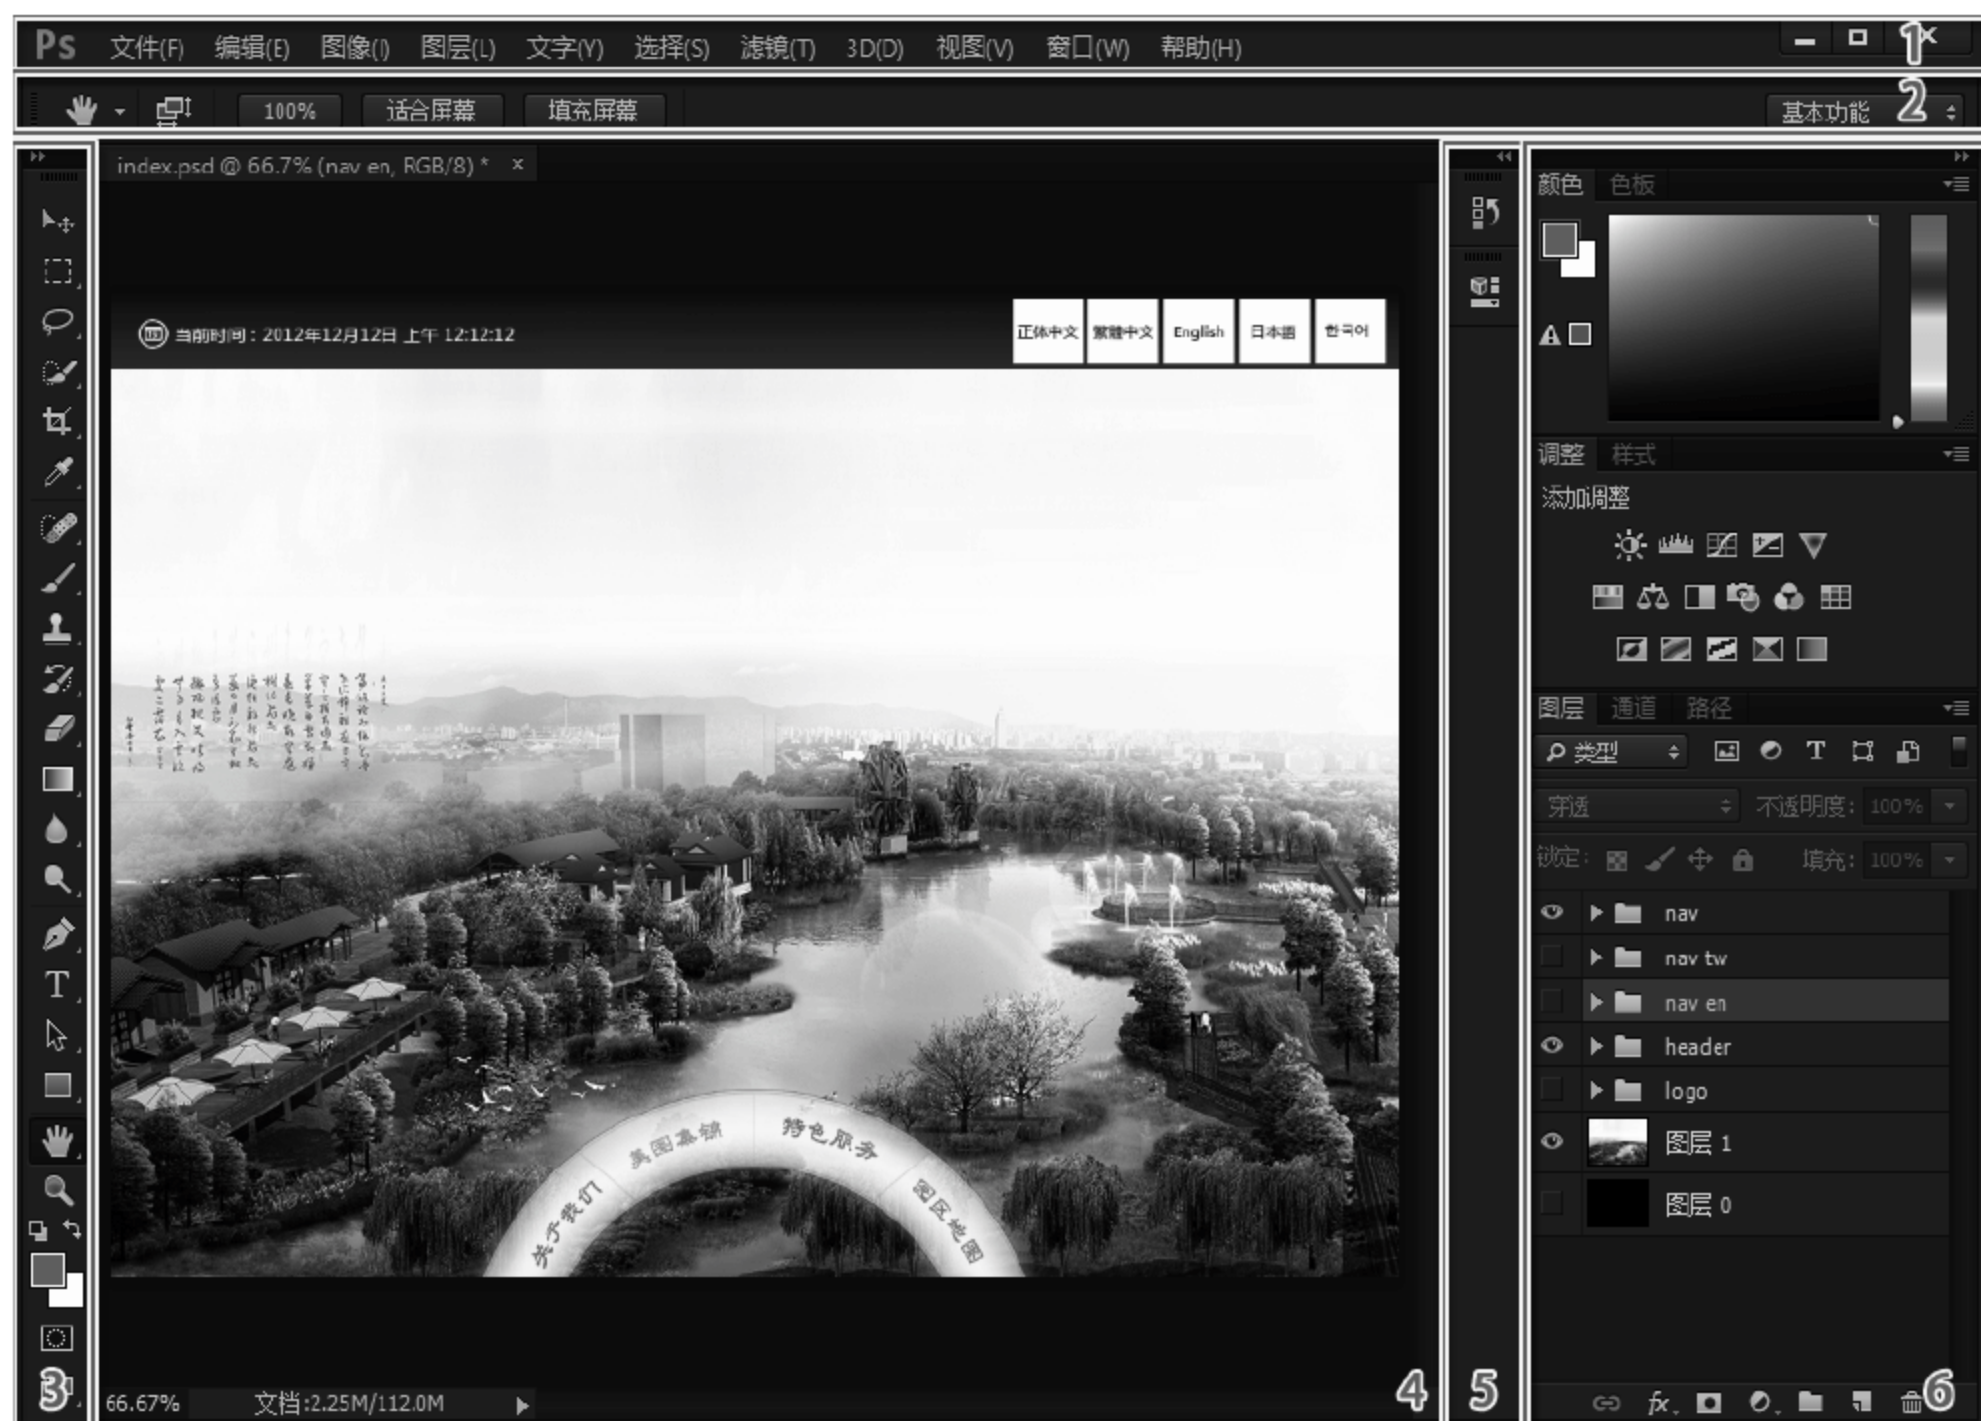 Ps 文件(F) 编辑(E) 图像(I) 图层(L) 文字(Y) 选择(S) 滤镜(T) 3D(D) 视图(V) 窗口(W) 帮助(H) 1
100% 适合屏幕 填充屏幕 基本功能 2
index.psd @ 66.7% (nav en, RGB/8) * ×
当前时间：2012年12月12日 上午 12:12:12
正体中文 繁體中文 English 日本語 한국어
关于我们
特色服务
园区地图
66.67% 文档:2.25M/112.0M
3
4
5
颜色 色板
调整 样式
添加调整
图层 通道 路径
类型
穿透 不透明度: 100%
锁定: 填充: 100%
nav
nav tw
nav en
header
logo
图层 1
图层 0
fx
6